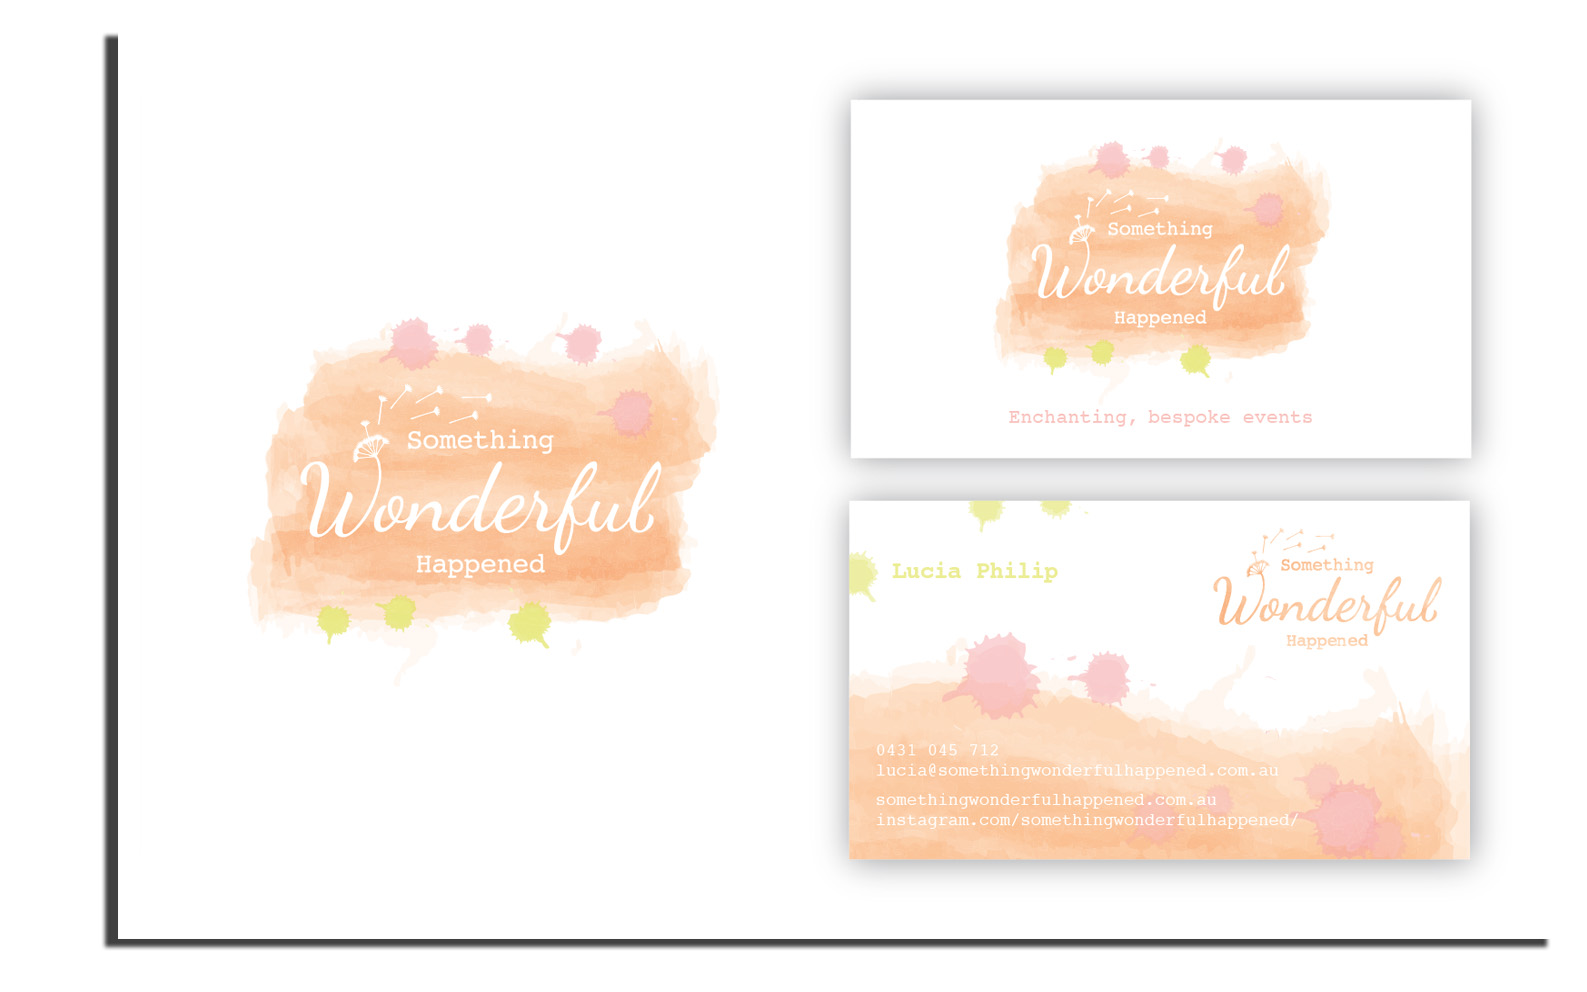 Something
Wonderful
Happened
Something
Wonderful
Happened
Enchanting, bespoke events
Lucia Philip
Something
Wonderful
Happened
0431 045 712
lucia@somethingwonderfulhappened.com.au
somethingwonderfulhappened.com.au
instagram.com/somethingwonderfulhappened/